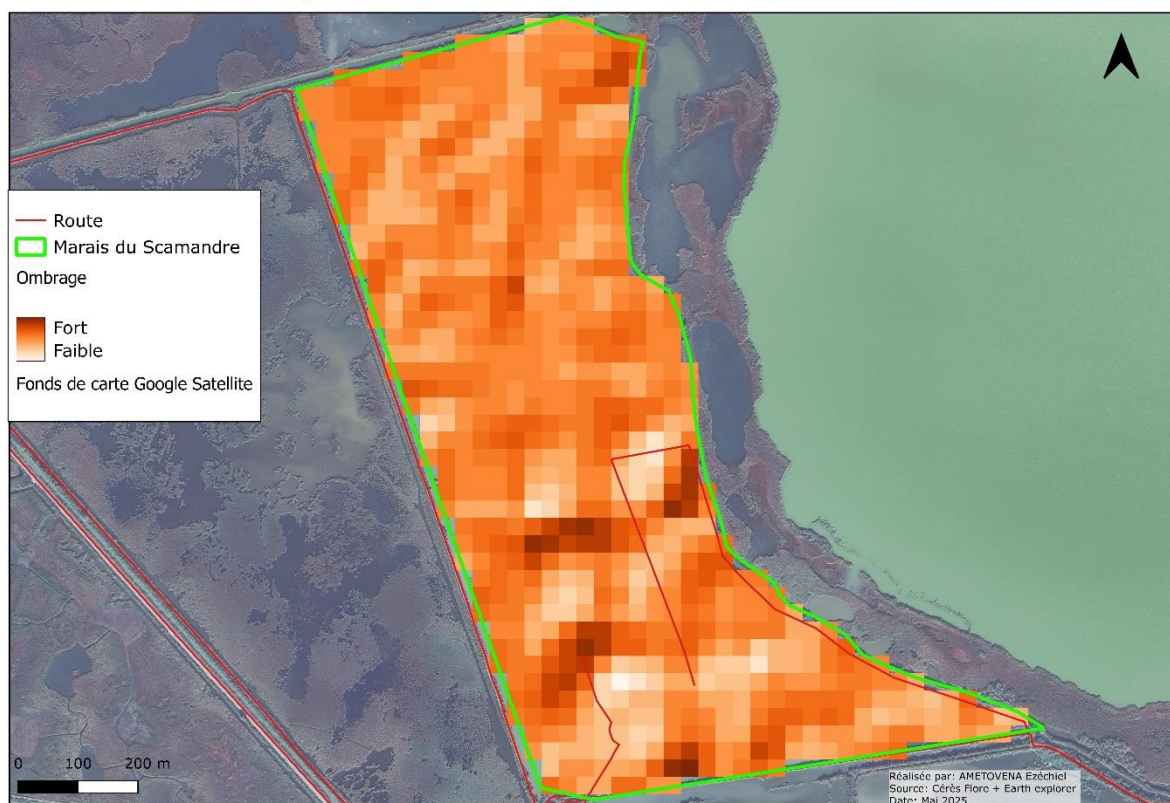 Route
Marais du Scamandre
Ombrage
Fort
Faible
Fonds de carte Google Satellite
0 100 200 m
Réalisée par: AMETOVENA Ezéchiel
Source: Cérès Flore + Earth explorer
Date: Mai 2025